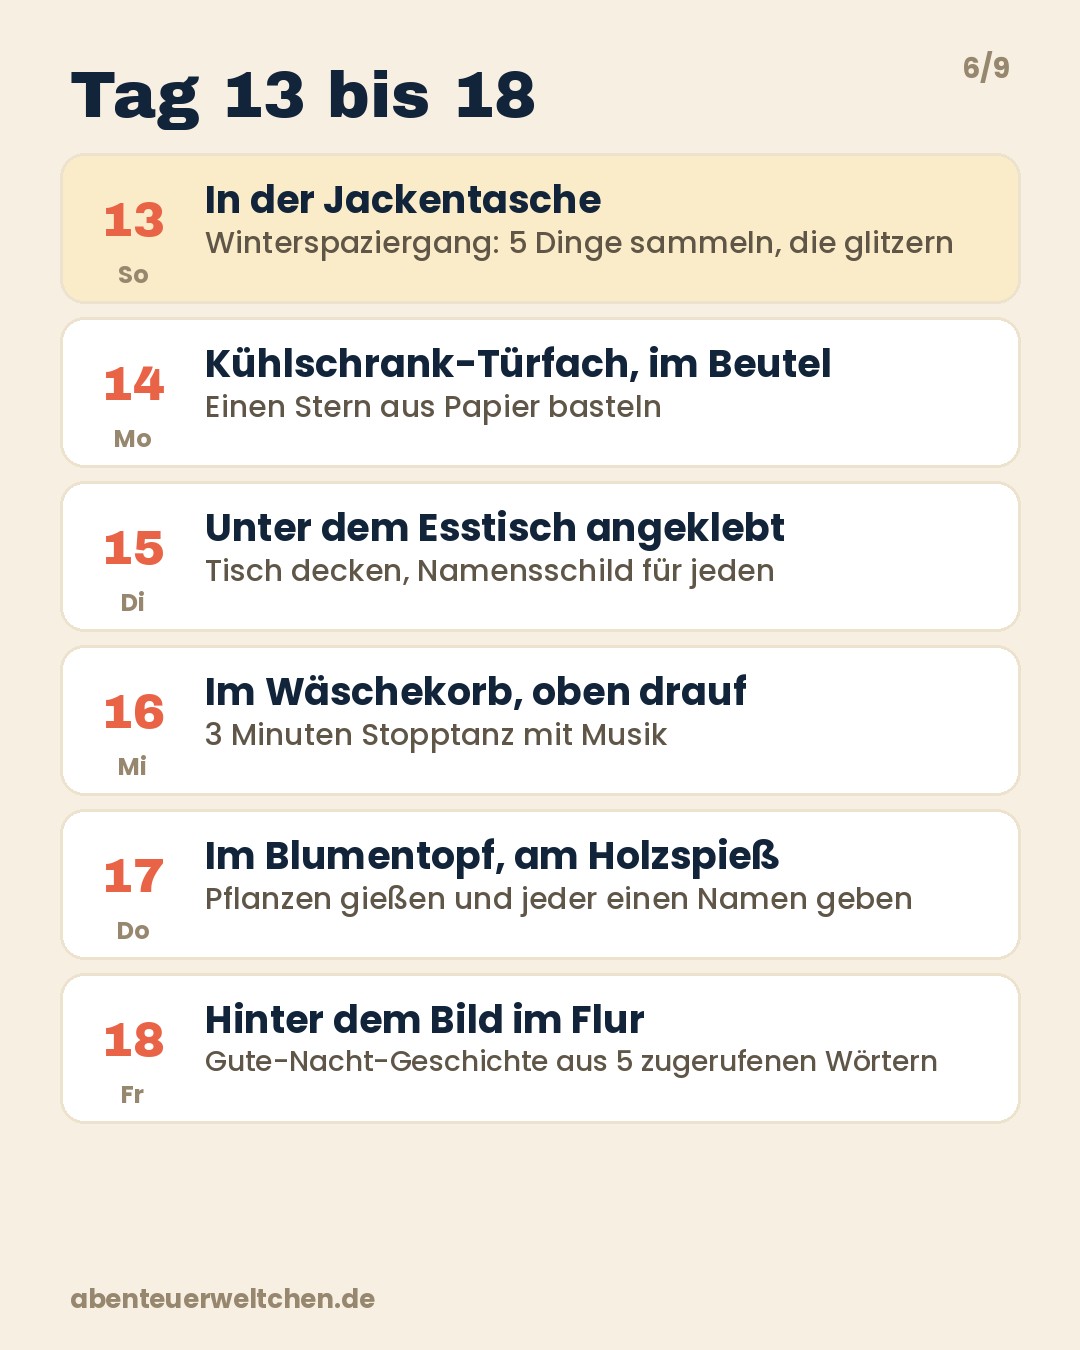 Tag 13 bis 18
6/9
13
So
In der Jackentasche
Winterspaziergang: 5 Dinge sammeln, die glitzern
14
Mo
Kühlschrank-Türfach, im Beutel
Einen Stern aus Papier basteln
15
Di
Unter dem Esstisch angeklebt
Tisch decken, Namensschild für jeden
16
Mi
Im Wäschekorb, oben drauf
3 Minuten Stopptanz mit Musik
17
Do
Im Blumentopf, am Holzspieß
Pflanzen gießen und jeder einen Namen geben
18
Fr
Hinter dem Bild im Flur
Gute-Nacht-Geschichte aus 5 zugerufenen Wörtern
abenteuerweltchen.de